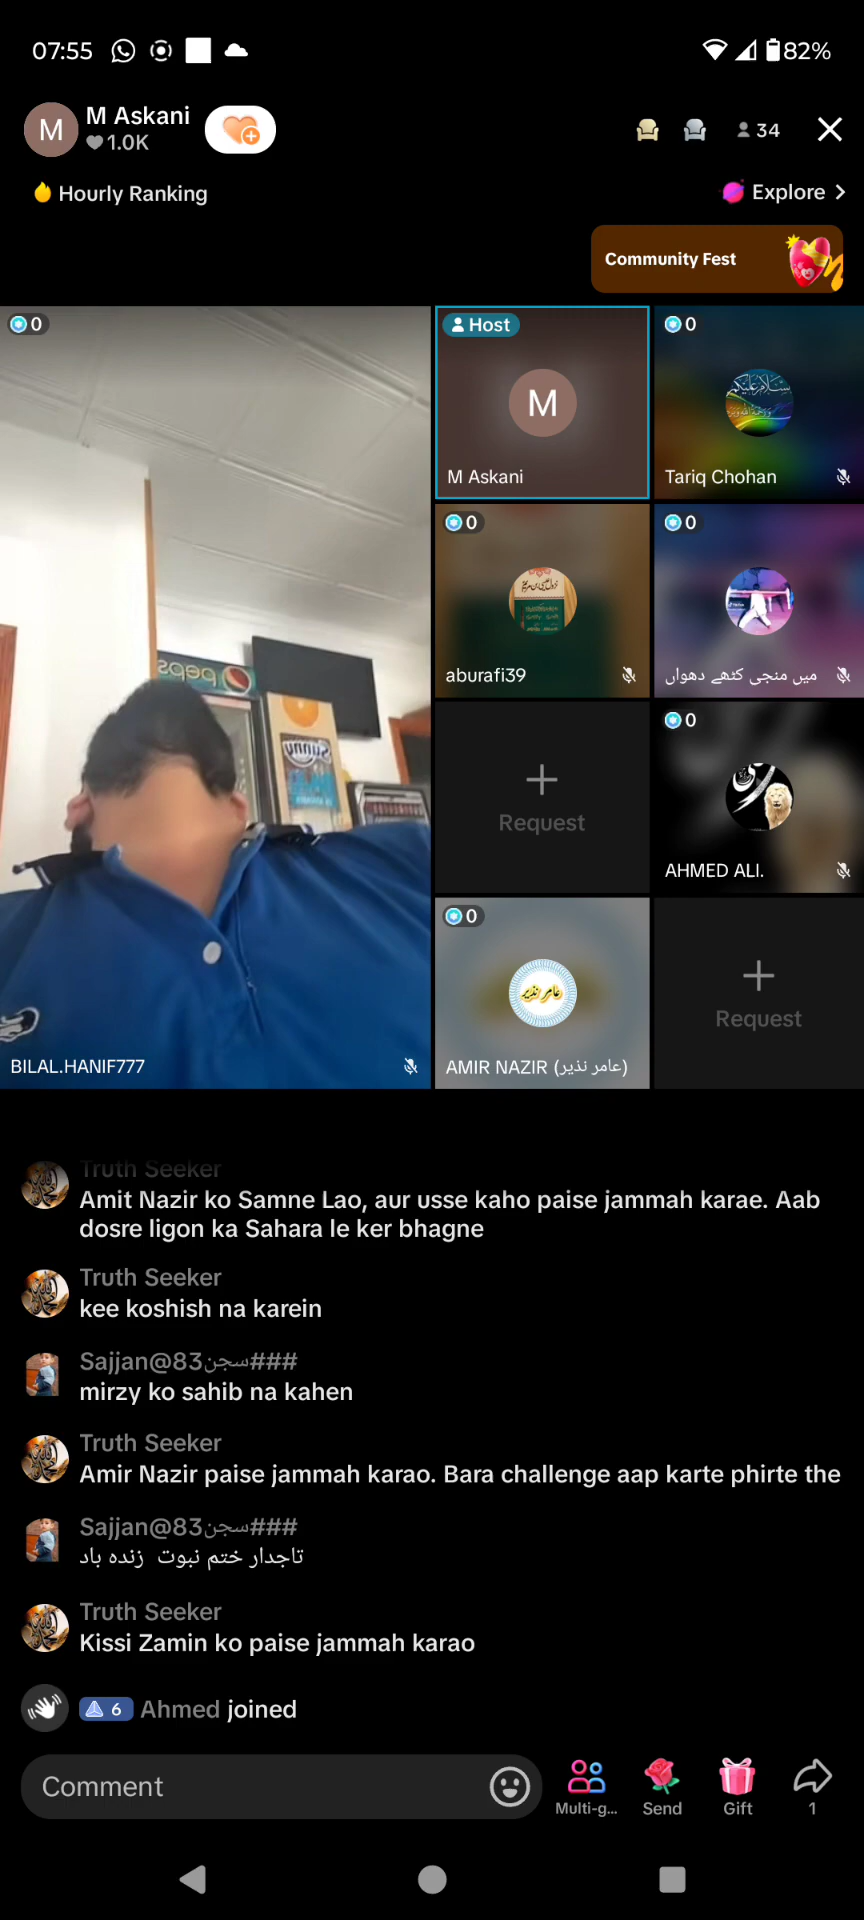 07:55
82%
M
M Askani
1.0K
34
Hourly Ranking
Explore
Community Fest
0
Host
M
M Askani
0
Tariq Chohan
0
aburafi39
0
میں منجی کٹھے دھواں
pepsi
Sunny
Request
0
AHMED ALI.
0
عامر نذیر
AMIR NAZIR (عامر نذیر)
Request
BILAL.HANIF777
Truth Seeker
Amit Nazir ko Samne Lao, aur usse kaho paise jammah karae. Aab
dosre ligon ka Sahara le ker bhagne
Truth Seeker
kee koshish na karein
Sajjan@83سجن###
mirzy ko sahib na kahen
Truth Seeker
Amir Nazir paise jammah karao. Bara challenge aap karte phirte the
Sajjan@83سجن###
تاجدار ختم نبوت زندہ باد
Truth Seeker
Kissi Zamin ko paise jammah karao
6 Ahmed joined
Comment
Multi-g...
Send
Gift
1